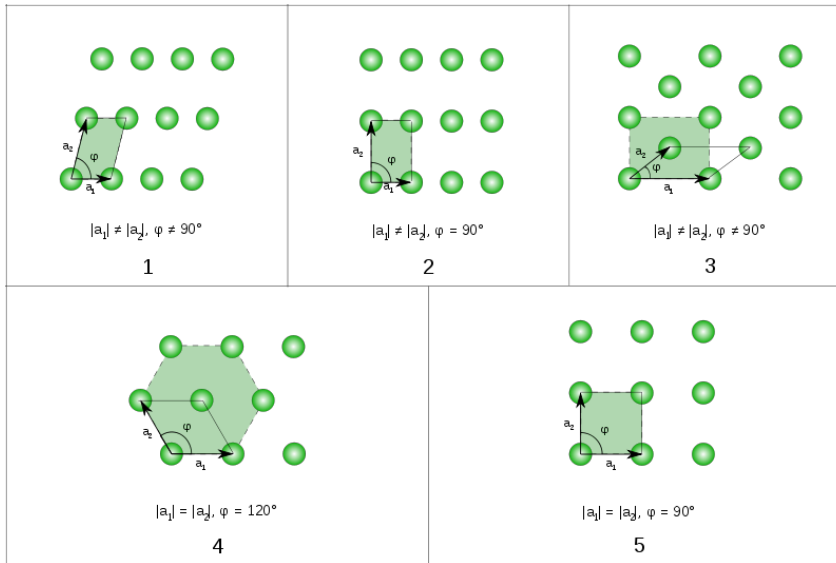 a₂ φ a₁
|a₁| ≠ |a₂|, φ ≠ 90°
1
a₂ φ a₁
|a₁| ≠ |a₂|, φ = 90°
2
a₂ φ a₁
|a₁| ≠ |a₂|, φ ≠ 90°
3
a₂ φ a₁
|a₁| = |a₂|, φ = 120°
4
a₂ φ a₁
|a₁| = |a₂|, φ = 90°
5